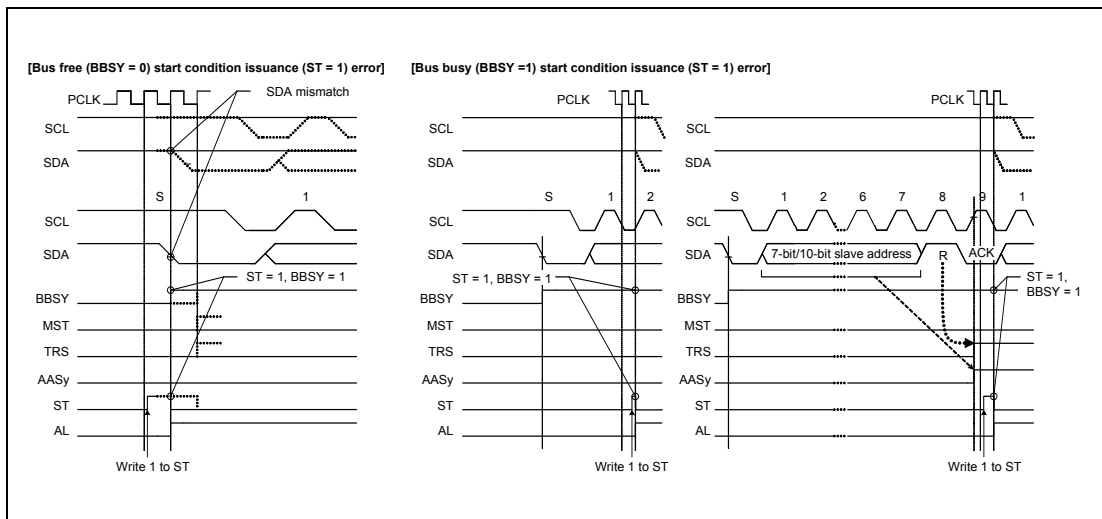 [Bus free (BBSY = 0) start condition issuance (ST = 1) error]
PCLK
SDA mismatch
SCL
SDA
S 1
SCL
SDA
ST = 1, BBSY = 1
BBSY
MST
TRS
AASy
ST
AL
Write 1 to ST
[Bus busy (BBSY =1) start condition issuance (ST = 1) error]
PCLK
SCL
SDA
S 1 2
SCL
SDA
ST = 1, BBSY = 1
BBSY
MST
TRS
AASy
ST
AL
Write 1 to ST
PCLK
SCL
SDA
S 1 2 6 7 8 9 1
SCL
SDA
7-bit/10-bit slave address
R
ACK
ST = 1,
BBSY = 1
BBSY
MST
TRS
AASy
ST
AL
Write 1 to ST